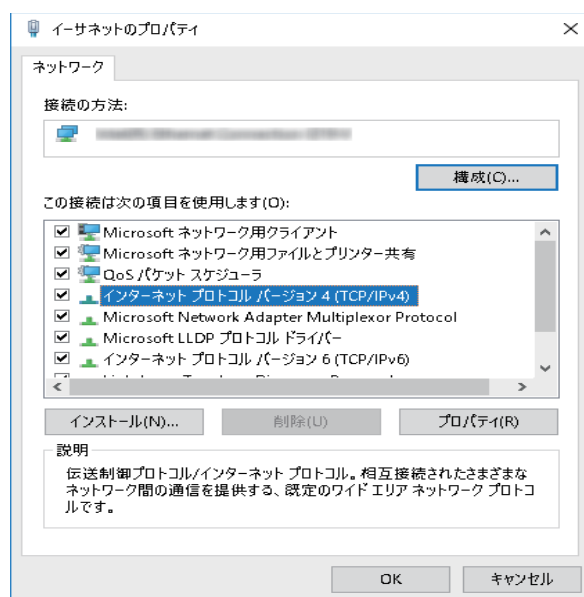 イーサネットのプロパティ
ネットワーク
接続の方法:
構成(C)...
この接続は次の項目を使用します(O):
Microsoft ネットワーク用クライアント
Microsoft ネットワーク用ファイルとプリンター共有
QoS パケット スケジューラ
インターネット プロトコル バージョン 4 (TCP/IPv4)
Microsoft Network Adapter Multiplexor Protocol
Microsoft LLDP プロトコル ドライバー
インターネット プロトコル バージョン 6 (TCP/IPv6)
インストール(N)...
削除(U)
プロパティ(R)
説明
伝送制御プロトコル/インターネット プロトコル。相互接続されたさまざまな
ネットワーク間の通信を提供する、既定のワイド エリア ネットワーク プロトコ
ルです。
OK
キャンセル